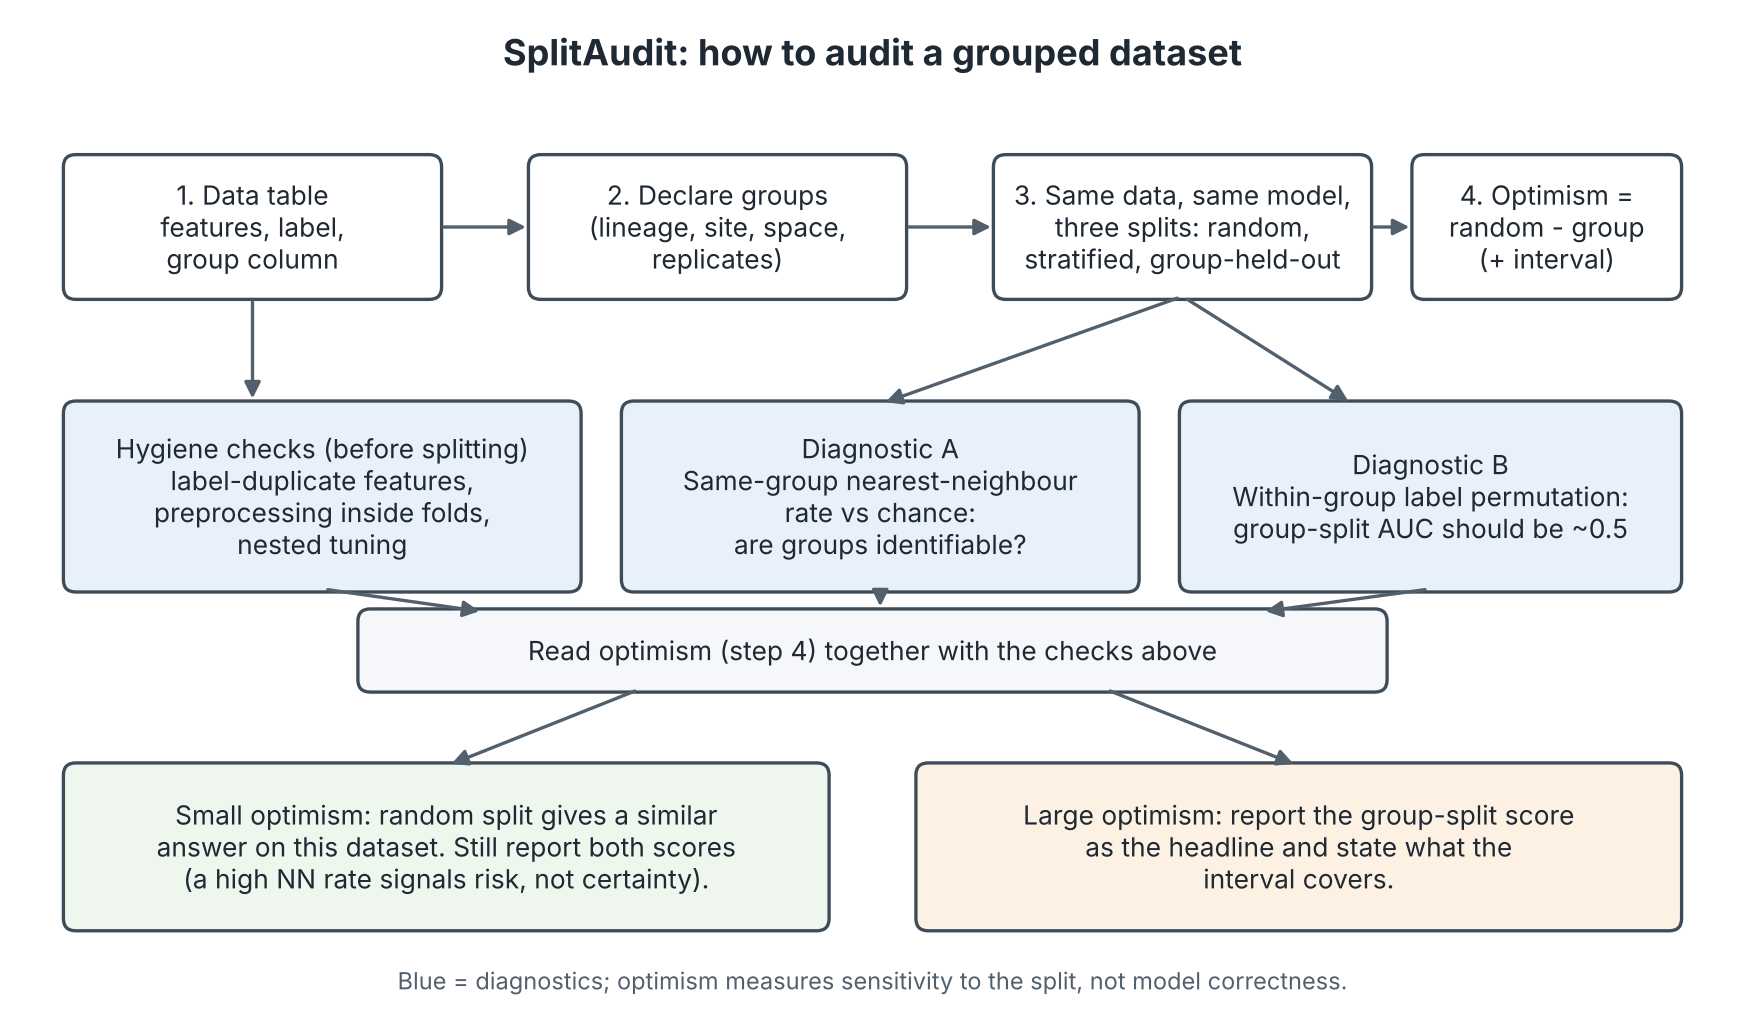 SplitAudit: how to audit a grouped dataset
1. Data table
features, label,
group column
2. Declare groups
(lineage, site, space,
replicates)
3. Same data, same model,
three splits: random,
stratified, group-held-out
4. Optimism =
random - group
(+ interval)
Hygiene checks (before splitting)
label-duplicate features,
preprocessing inside folds,
nested tuning
Diagnostic A
Same-group nearest-neighbour
rate vs chance:
are groups identifiable?
Diagnostic B
Within-group label permutation:
group-split AUC should be ~0.5
Read optimism (step 4) together with the checks above
Small optimism: random split gives a similar
answer on this dataset. Still report both scores
(a high NN rate signals risk, not certainty).
Large optimism: report the group-split score
as the headline and state what the
interval covers.
Blue = diagnostics; optimism measures sensitivity to the split, not model correctness.